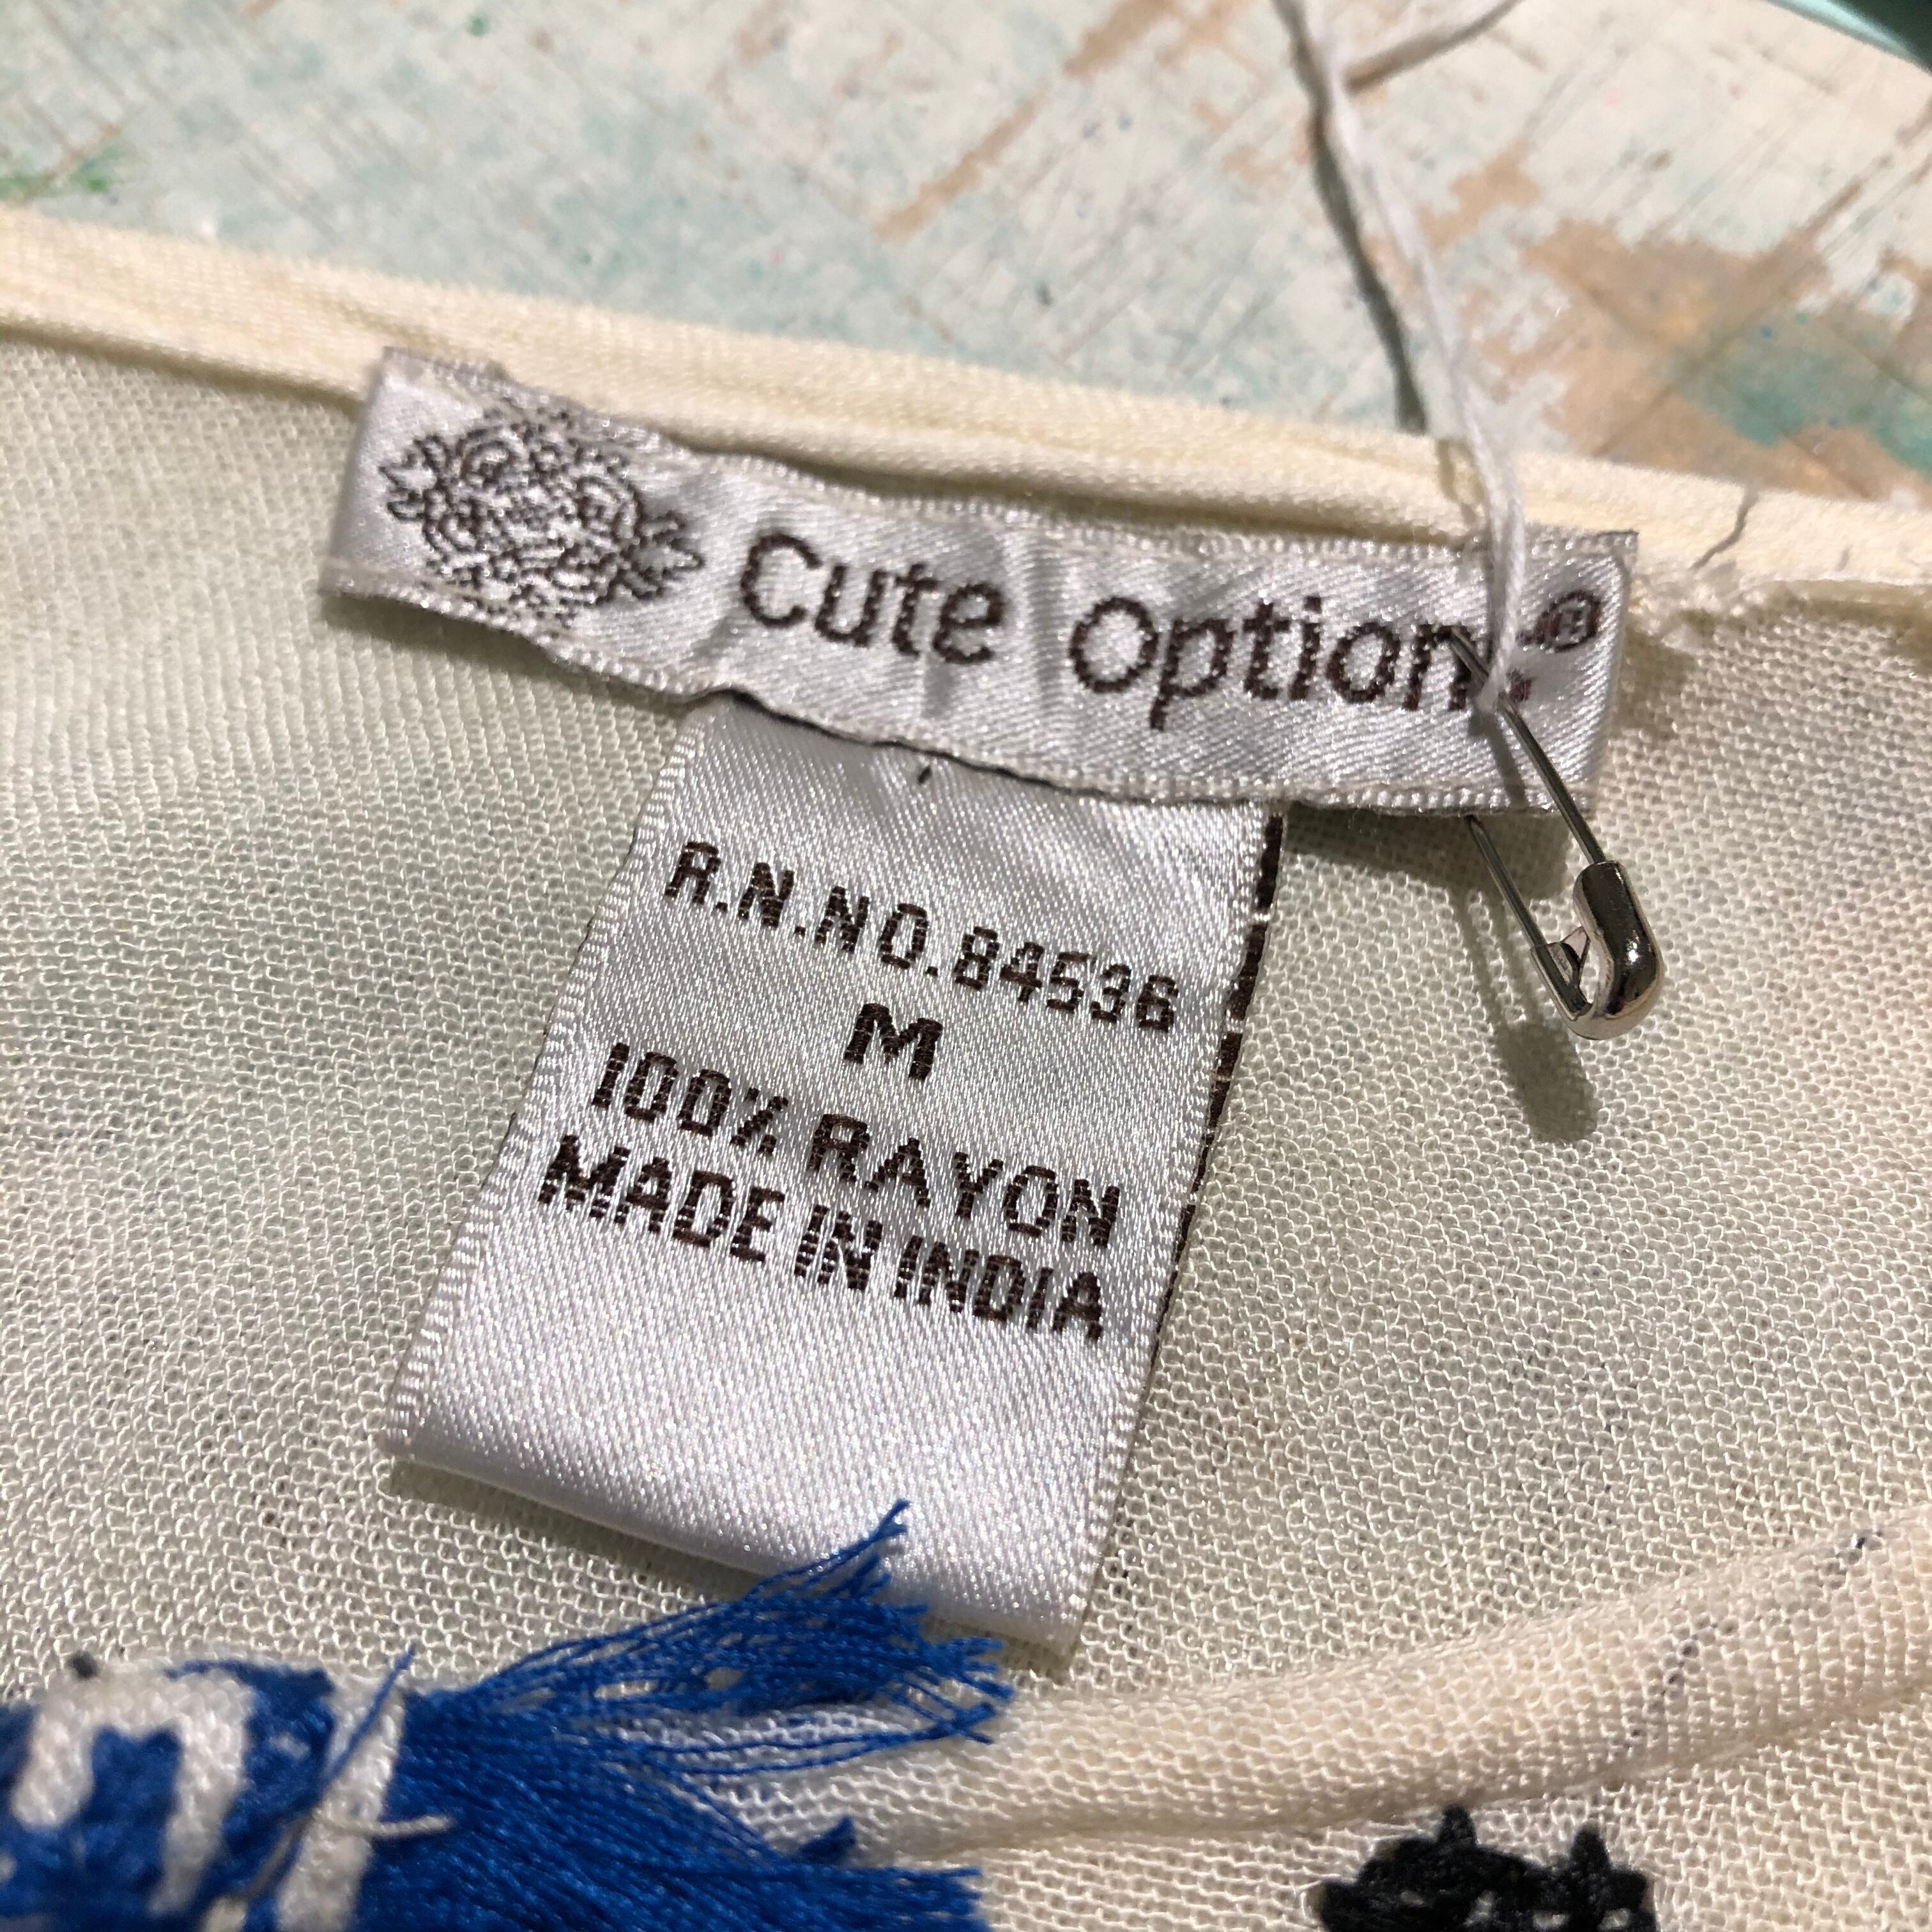 Cute Options®
R.N.NO.84536
M
100% RAYON
MADE IN INDIA